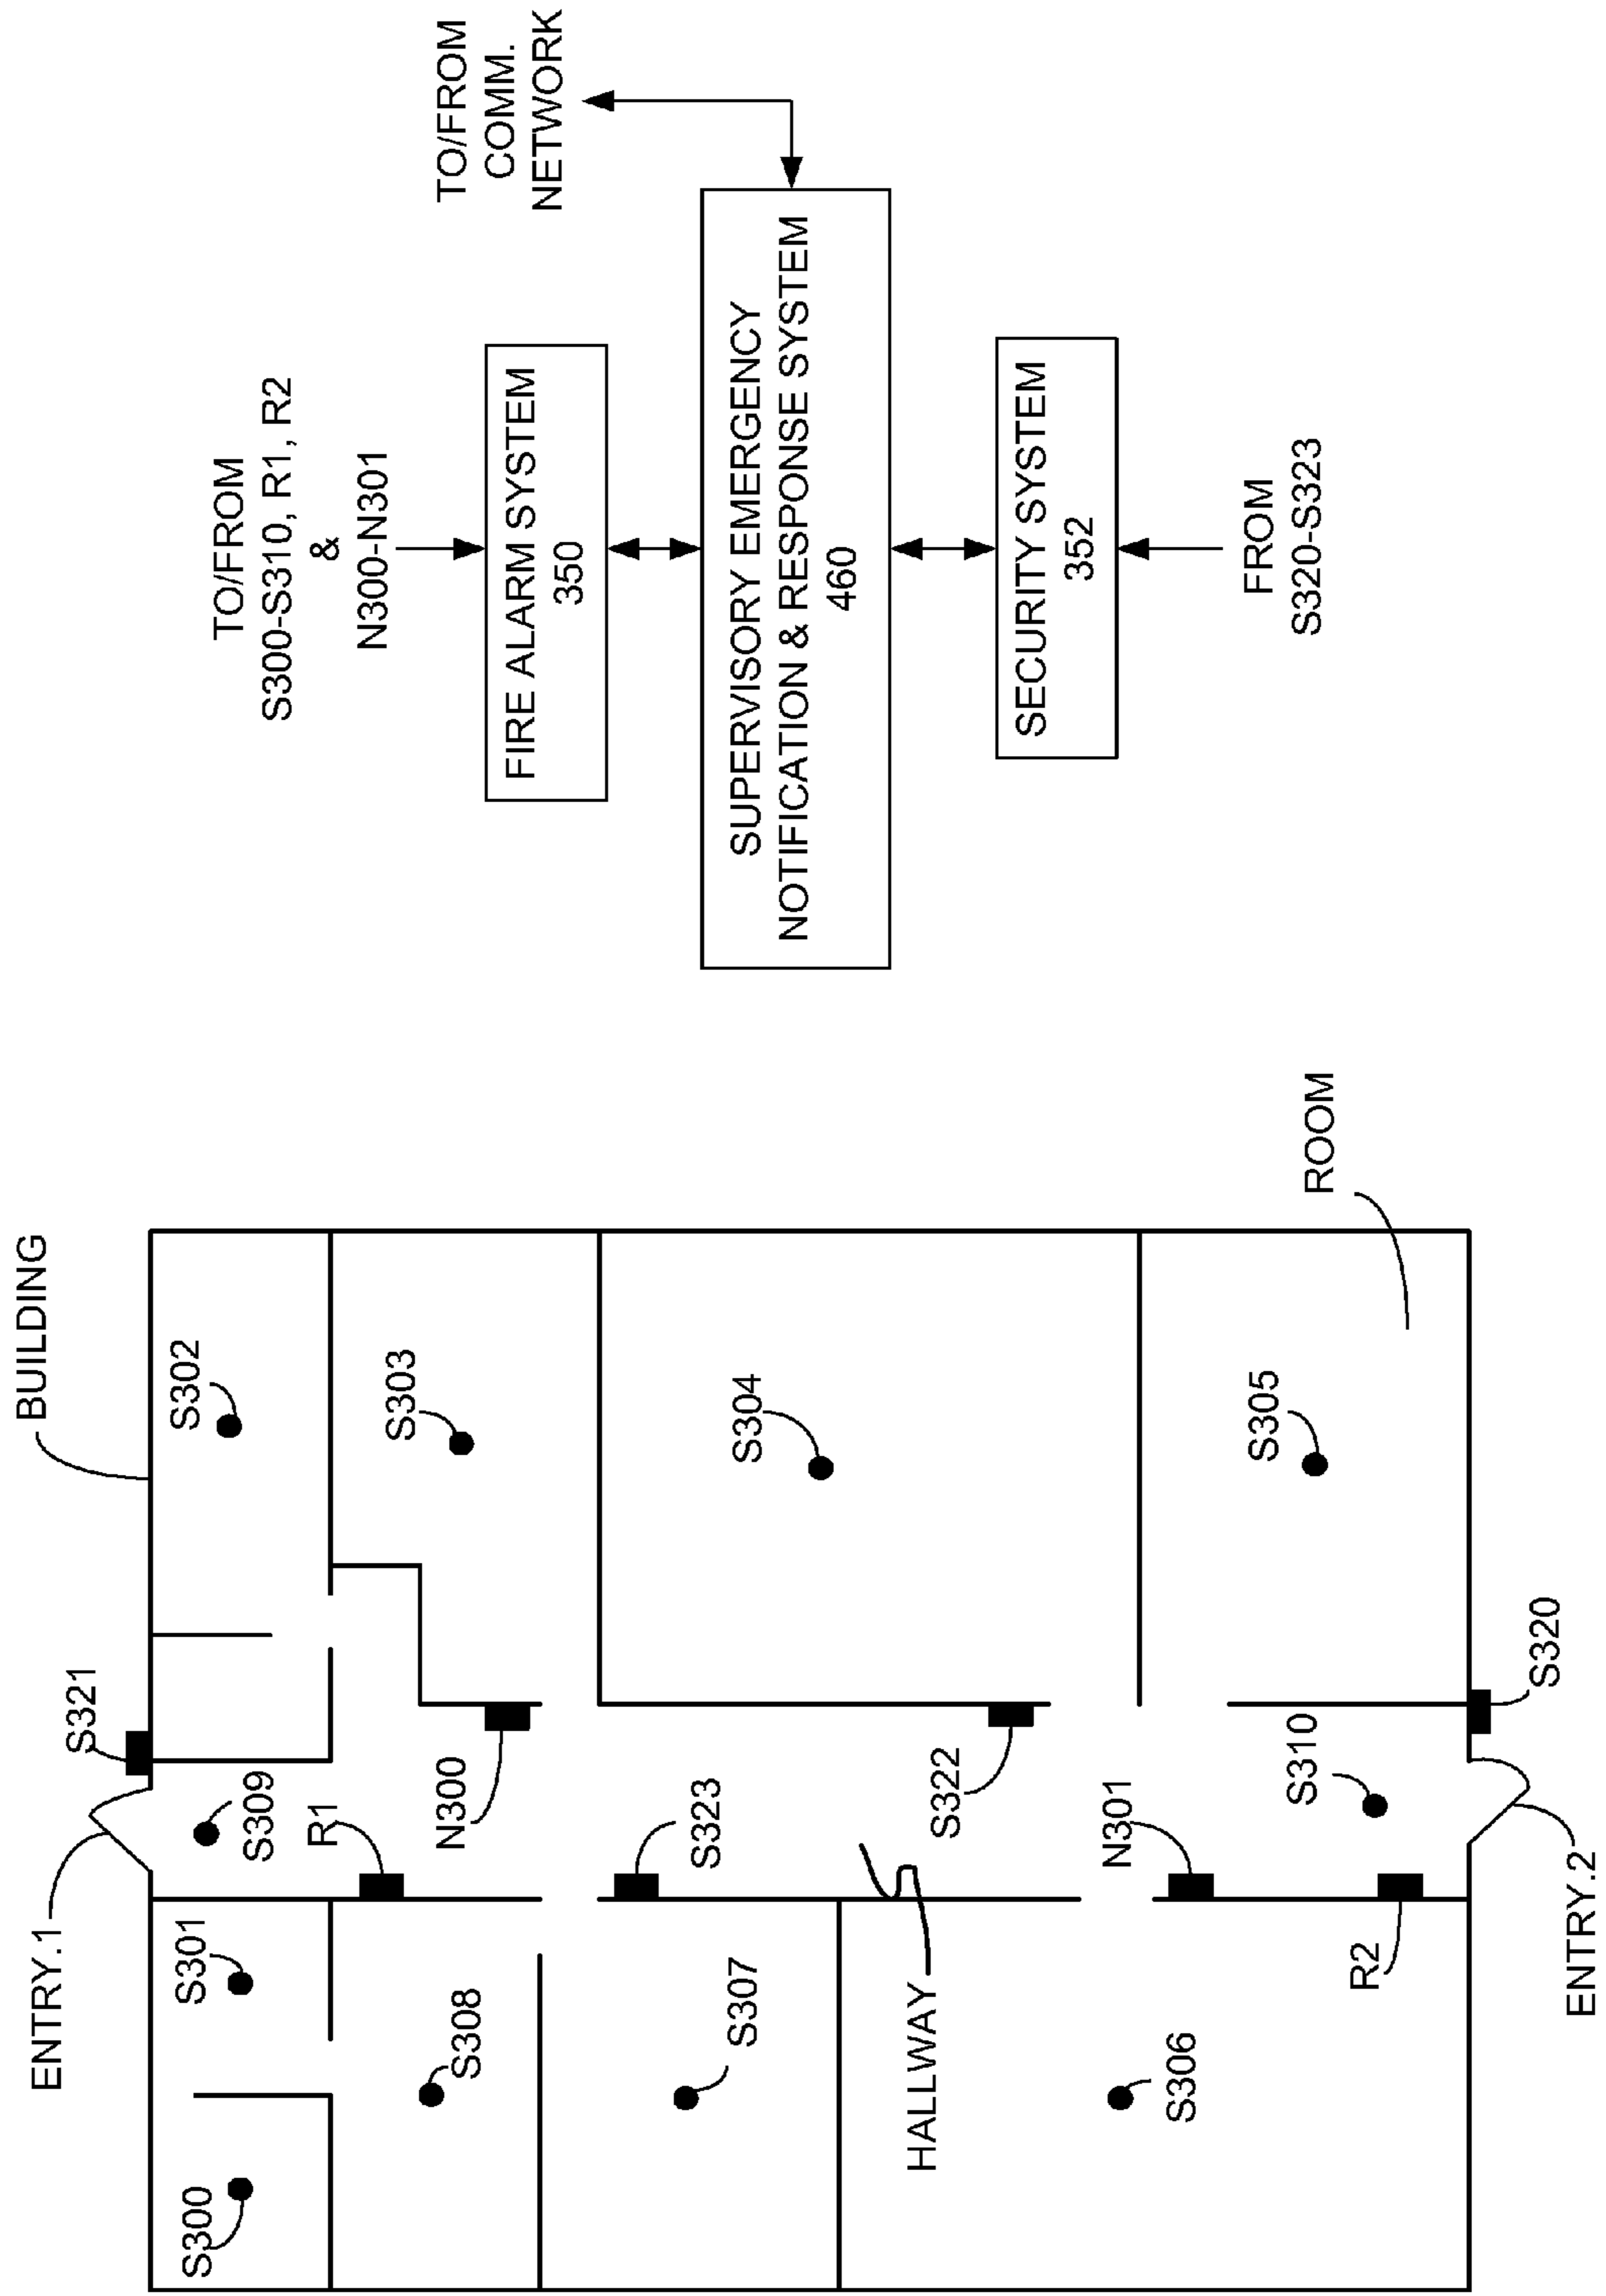 BUILDING
ENTRY.1
S321
S300
S301
S309
S302
R1
S308
N300
S303
S323
S307
S304
HALLWAY
S322
N301
S306
S310
S305
ROOM
R2
S320
ENTRY.2
TO/FROM
S300-S310, R1, R2
&
N300-N301
FIRE ALARM SYSTEM
350
TO/FROM
COMM.
NETWORK
SUPERVISORY EMERGENCY
NOTIFICATION & RESPONSE SYSTEM
460
SECURITY SYSTEM
352
FROM
S320-S323